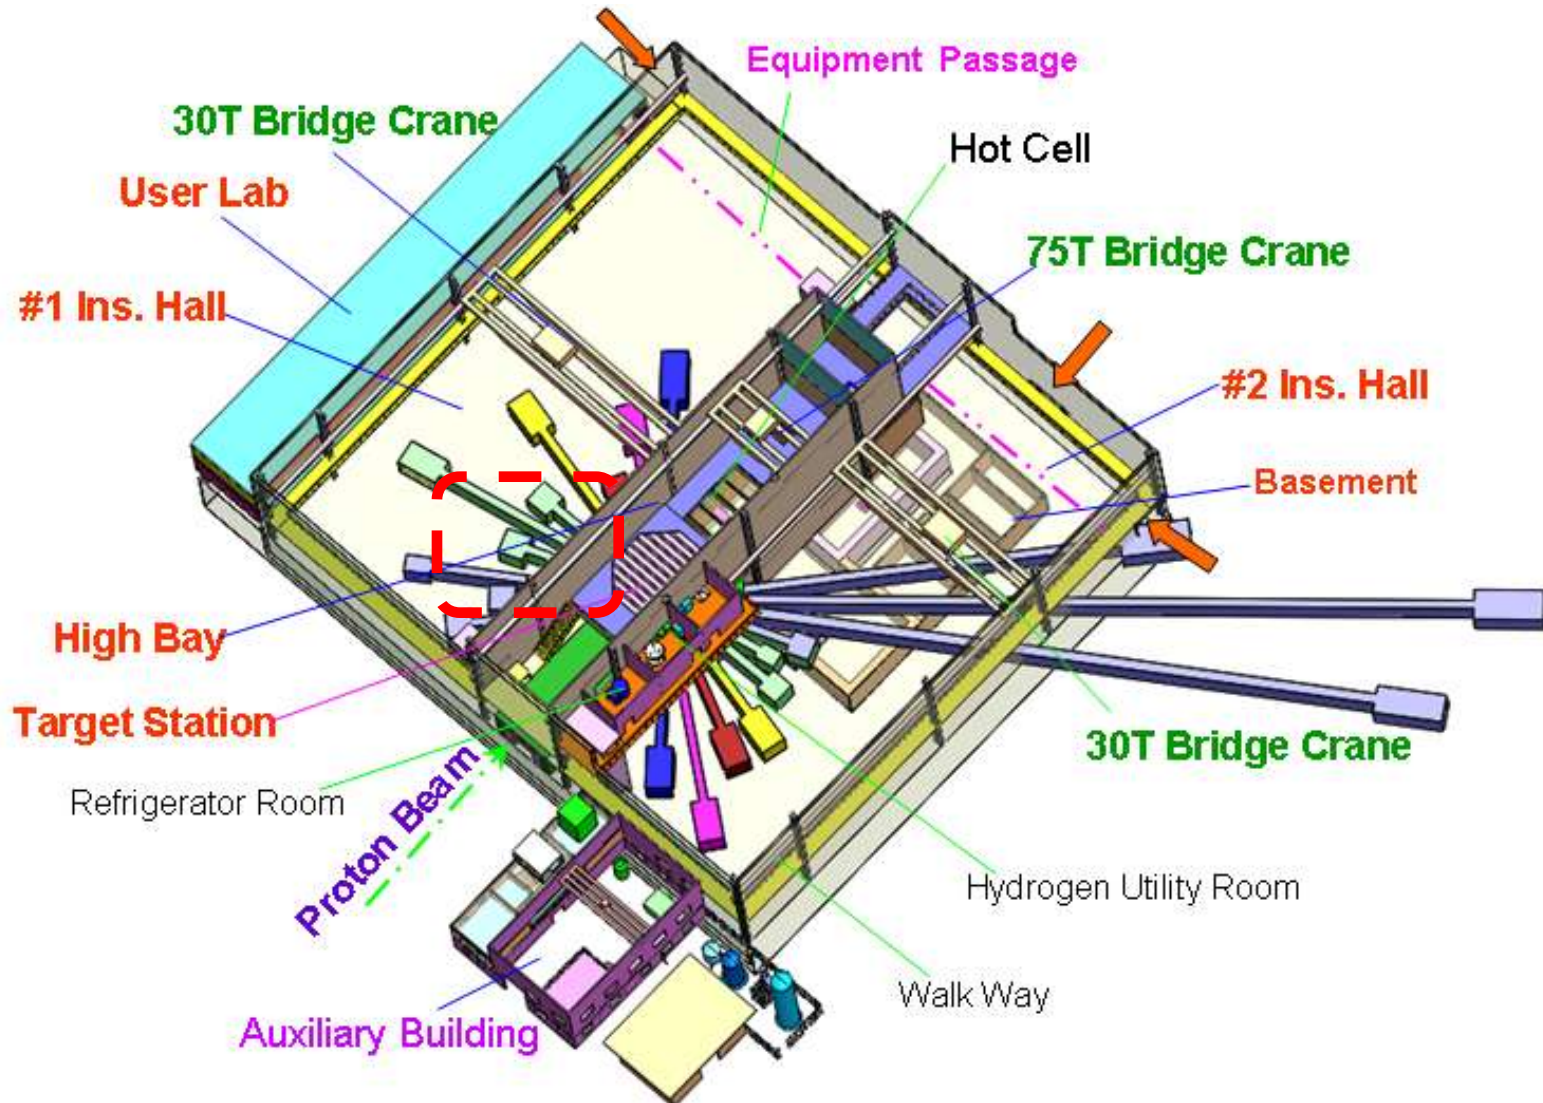 Equipment Passage
30T Bridge Crane
Hot Cell
User Lab
75T Bridge Crane
#1 Ins. Hall
#2 Ins. Hall
Basement
High Bay
Target Station
30T Bridge Crane
Refrigerator Room
Proton Beam
Hydrogen Utility Room
Walk Way
Auxiliary Building